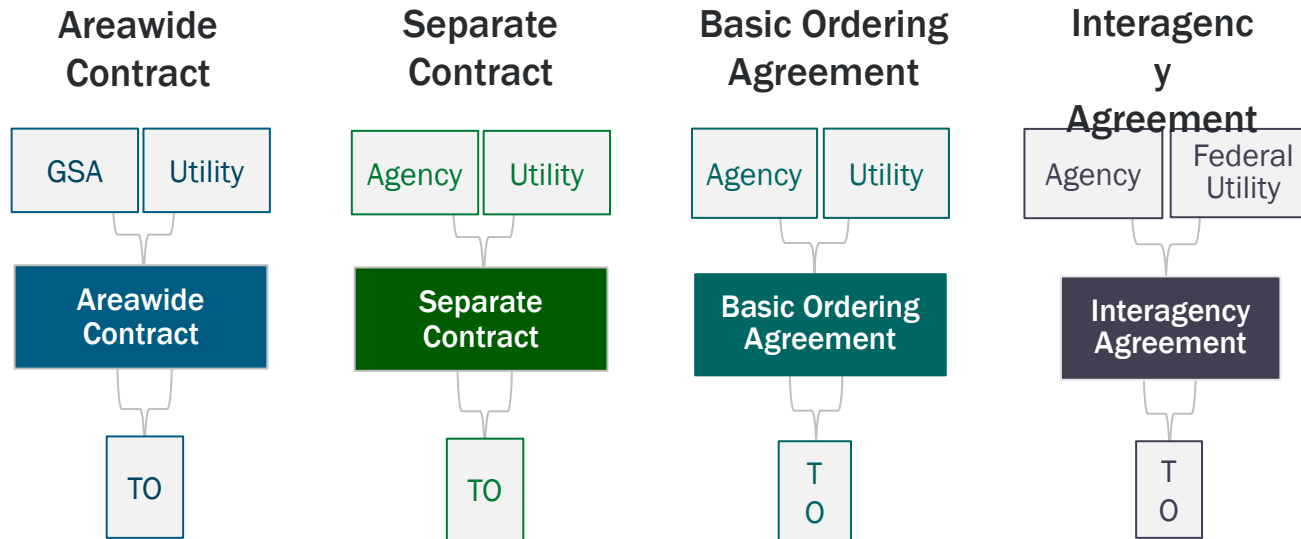 Areawide
Contract
GSA
Utility
Areawide
Contract
TO
Separate
Contract
Agency
Utility
Separate
Contract
TO
Basic Ordering
Agreement
Agency
Utility
Basic Ordering
Agreement
T
O
Interagenc
y
Agreement
Agency
Federal
Utility
Interagency
Agreement
T
O